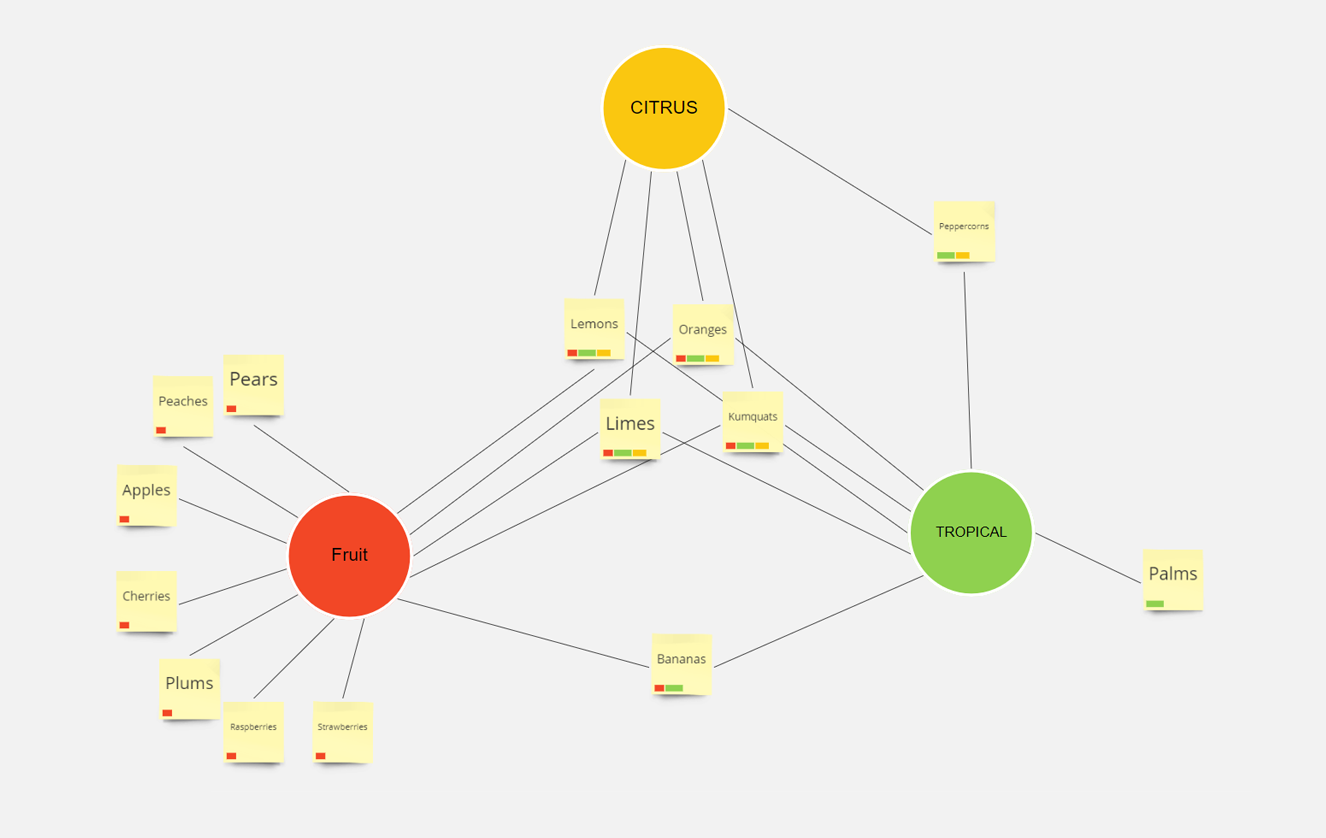 CITRUS
Peppercorns
Lemons
Oranges
Pears
Peaches
Limes
Kumquats
Apples
TROPICAL
Fruit
Palms
Cherries
Bananas
Plums
Raspberries
Strawberries